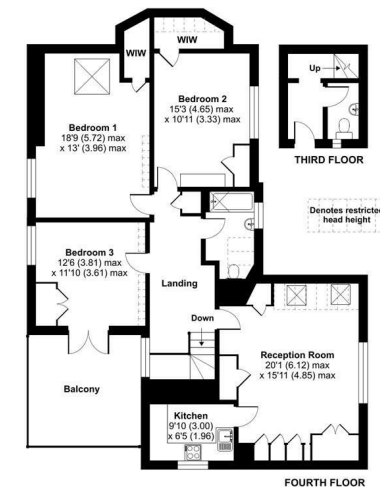 WIW
WIW
Bedroom 1
18'9 (5.72) max
x 13' (3.96) max
Bedroom 2
15'3 (4.65) max
x 10'11 (3.33) max
Up
THIRD FLOOR
Denotes restricted
head height
Bedroom 3
12'6 (3.81) max
x 11'10 (3.61) max
Landing
Down
Balcony
Reception Room
20'1 (6.12) max
x 15'11 (4.85) max
Kitchen
9'10 (3.00)
x 6'5 (1.96)
FOURTH FLOOR